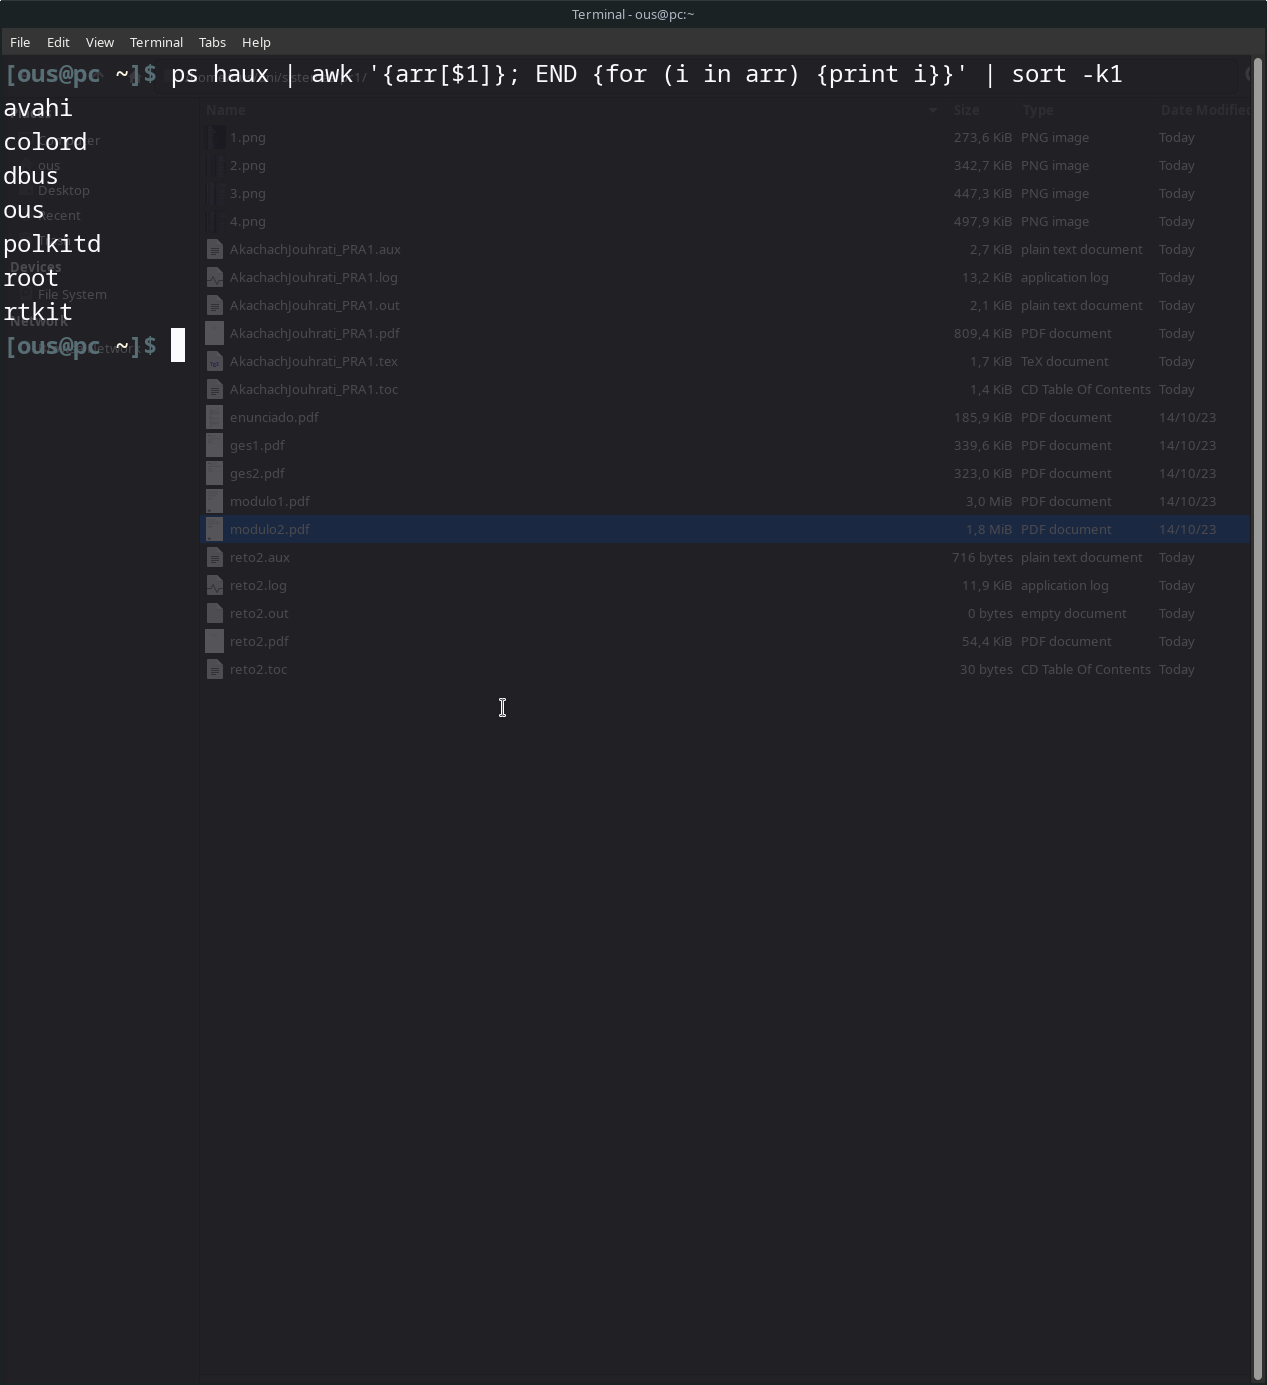 Terminal - ous@pc:~
File Edit View Terminal Tabs Help
[ous@pc ~]$ ps haux | awk '{arr[$1]}; END {for (i in arr) {print i}}' | sort -k1
avahi
colord
dbus
ous
polkitd
root
rtkit
[ous@pc ~]$
ous
Desktop
Devices
File System
Network
Name Size Type Date Modified
1.png 273,6 KiB PNG image Today
2.png 342,7 KiB PNG image Today
3.png 447,3 KiB PNG image Today
4.png 497,9 KiB PNG image Today
AkachachJouhrati_PRA1.aux 2,7 KiB plain text document Today
AkachachJouhrati_PRA1.log 13,2 KiB application log Today
AkachachJouhrati_PRA1.out 2,1 KiB plain text document Today
AkachachJouhrati_PRA1.pdf 809,4 KiB PDF document Today
AkachachJouhrati_PRA1.tex 1,7 KiB TeX document Today
AkachachJouhrati_PRA1.toc 1,4 KiB CD Table Of Contents Today
enunciado.pdf 185,9 KiB PDF document 14/10/23
ges1.pdf 339,6 KiB PDF document 14/10/23
ges2.pdf 323,0 KiB PDF document 14/10/23
modulo1.pdf 3,0 MiB PDF document 14/10/23
modulo2.pdf 1,8 MiB PDF document 14/10/23
reto2.aux 716 bytes plain text document Today
reto2.log 11,9 KiB application log Today
reto2.out 0 bytes empty document Today
reto2.pdf 54,4 KiB PDF document Today
reto2.toc 30 bytes CD Table Of Contents Today